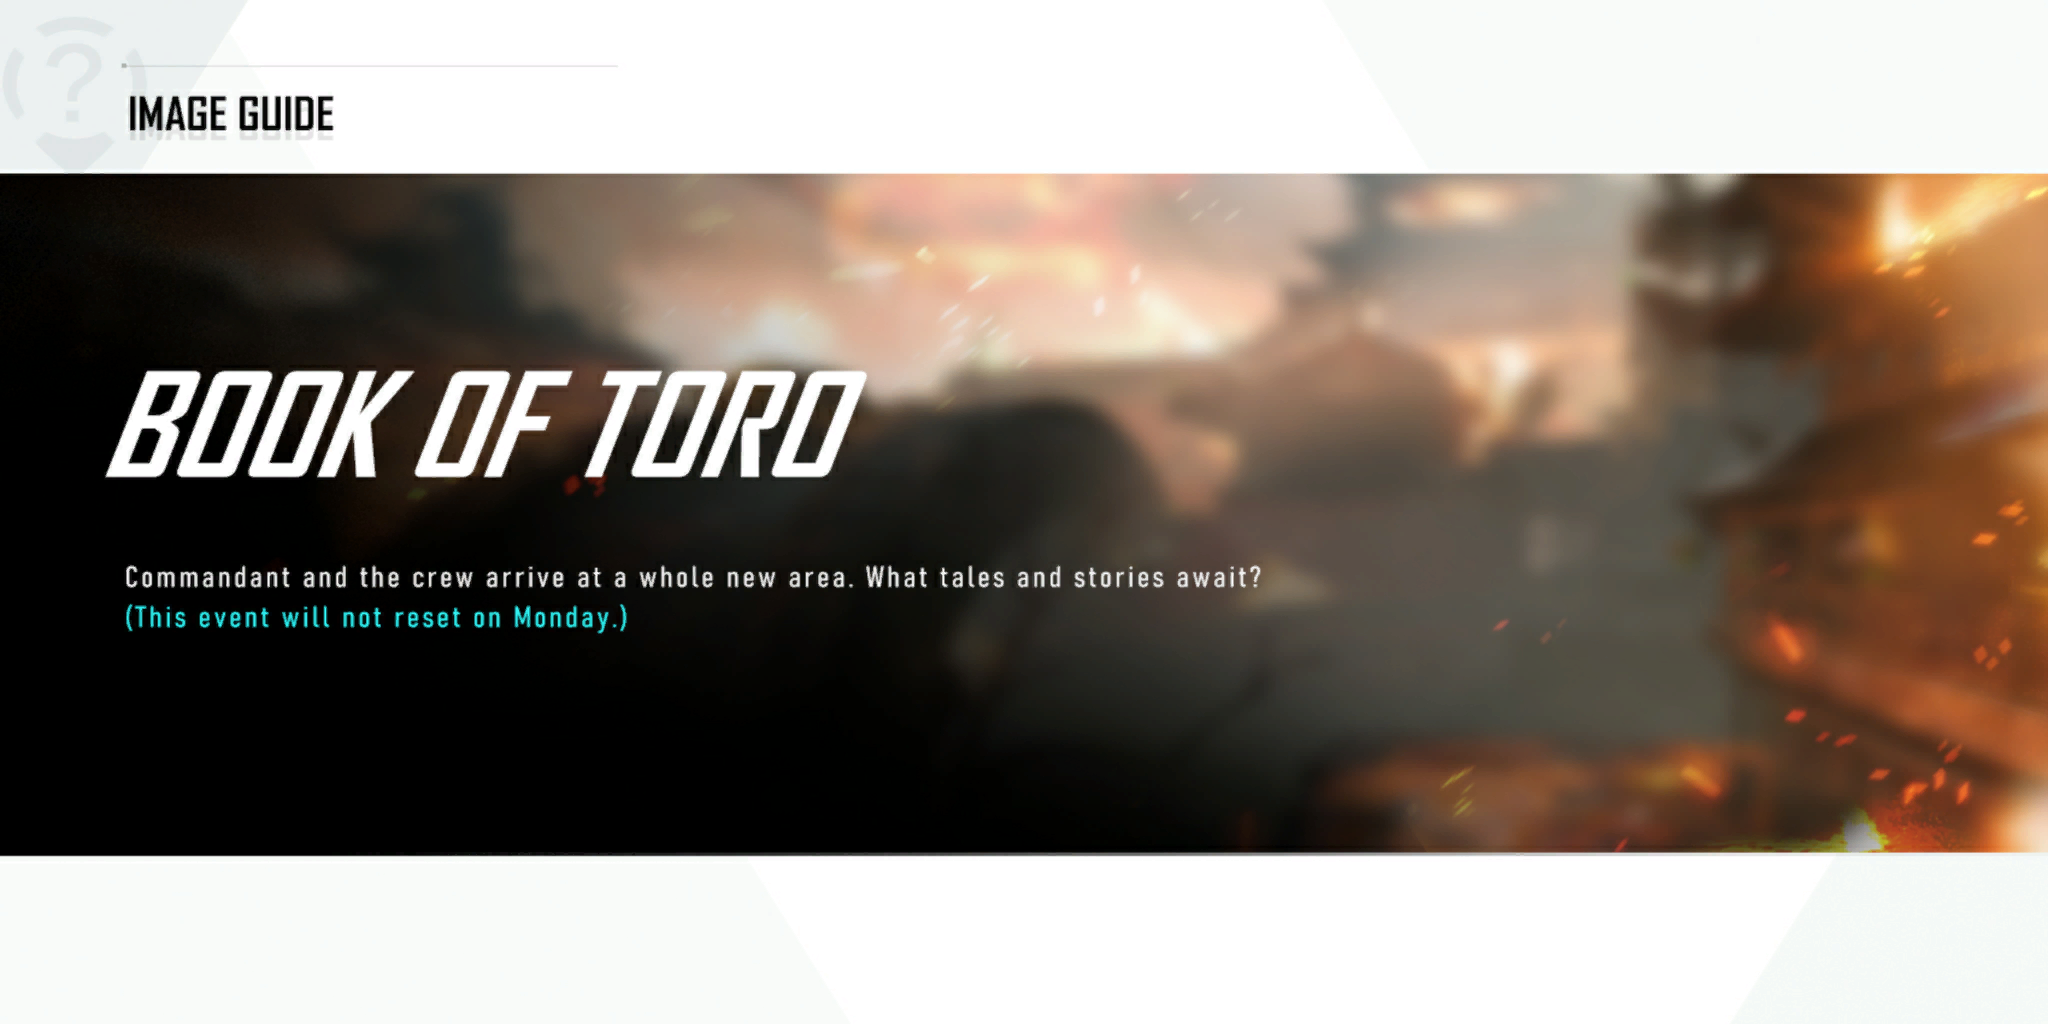 IMAGE GUIDE
BOOK OF TORO
Commandant and the crew arrive at a whole new area. What tales and stories await?
(This event will not reset on Monday.)